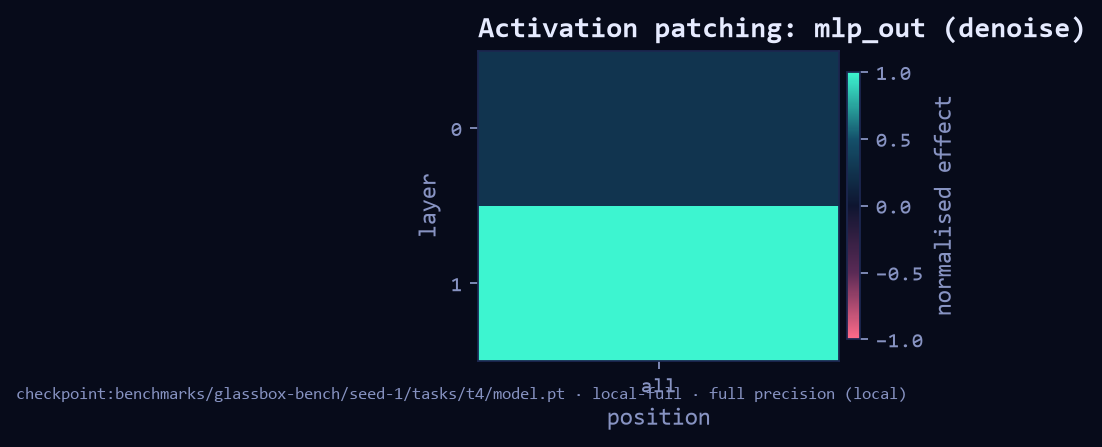 Activation patching: mlp_out (denoise)
layer
0
1
all
position
1.0
0.5
0.0
−0.5
−1.0
normalised effect
checkpoint:benchmarks/glassbox-bench/seed-1/tasks/t4/model.pt · local-full · full precision (local)